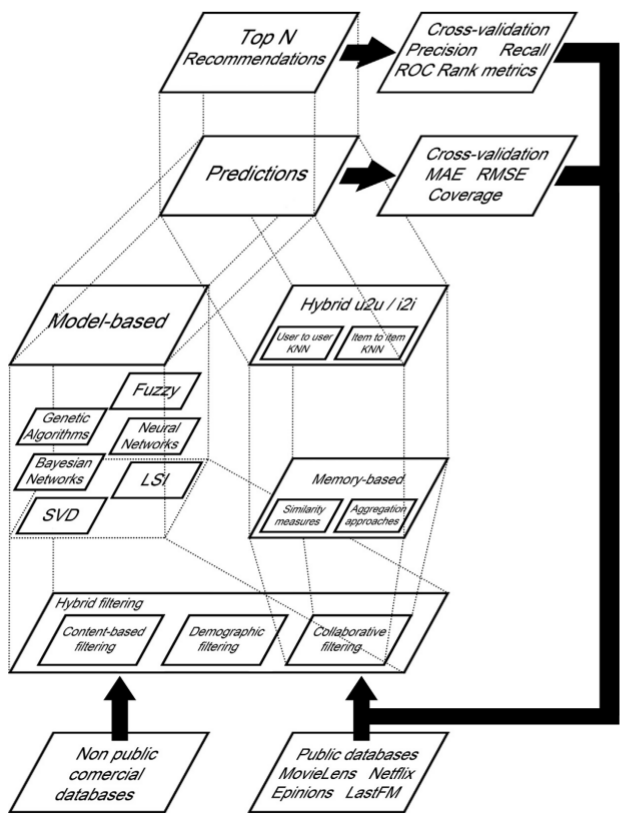 Top N
Recommendations
Cross-validation
Precision Recall
ROC Rank metrics
Predictions
Cross-validation
MAE RMSE
Coverage
Model-based
Hybrid u2u / i2i
User to user
KNN
Item to item
KNN
Fuzzy
Genetic
Algorithms
Neural
Networks
Bayesian
Networks
LSI
SVD
Memory-based
Similarity
measures
Aggregation
approaches
Hybrid filtering
Content-based
filtering
Demographic
filtering
Collaborative
filtering
Non public
comercial
databases
Public databases
MovieLens Netflix
Epinions LastFM